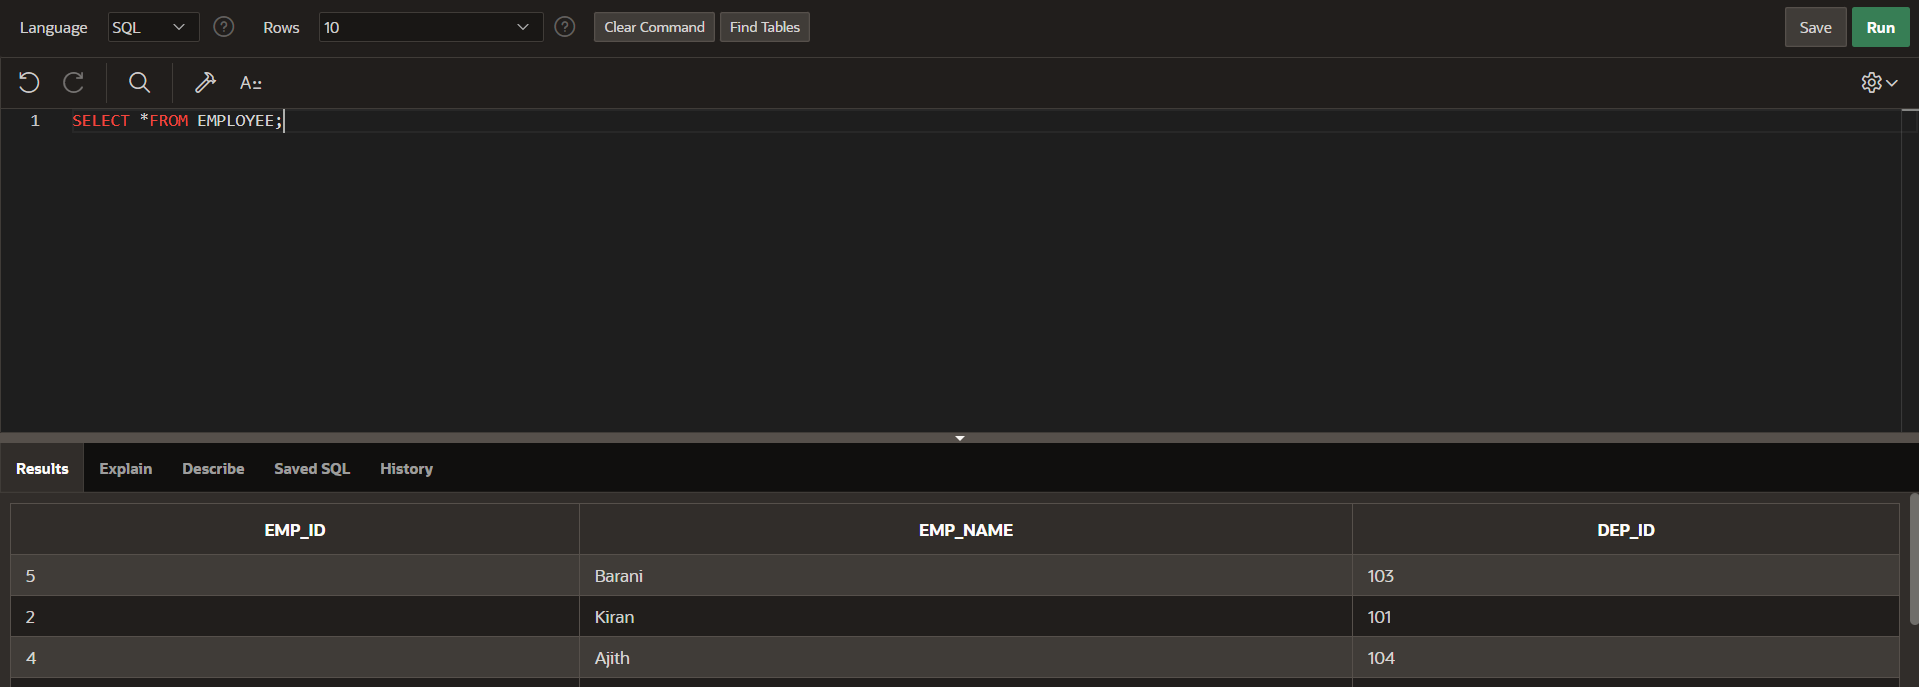 Language SQL ? Rows 10 ? Clear Command Find Tables Save Run
A::
1 SELECT *FROM EMPLOYEE;
Results Explain Describe Saved SQL History
EMP_ID EMP_NAME DEP_ID
5 Barani 103
2 Kiran 101
4 Ajith 104